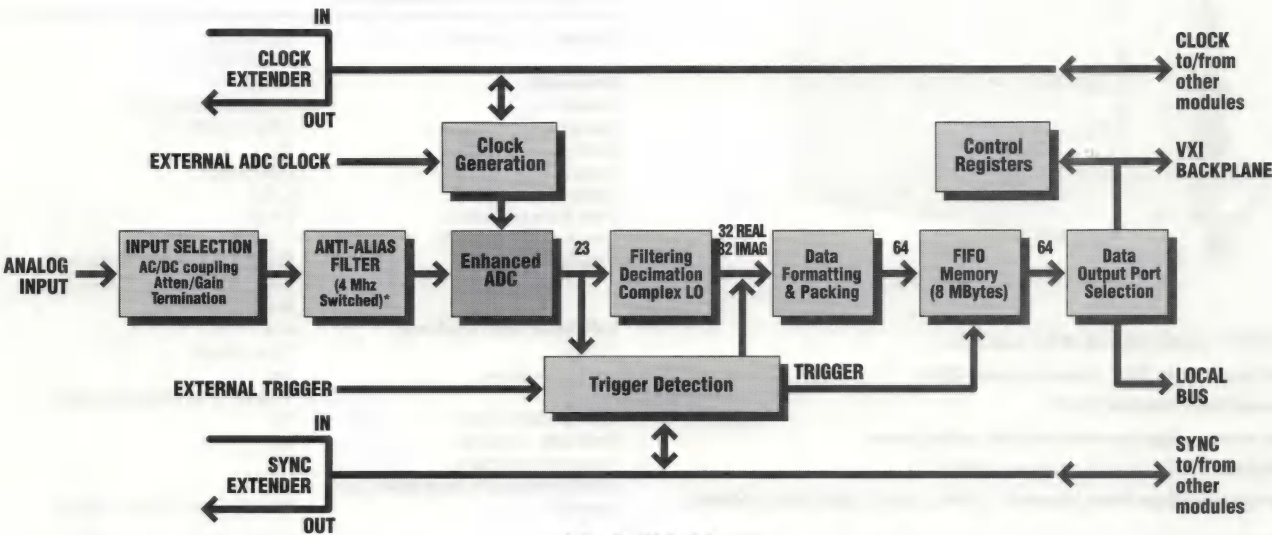 IN
CLOCK
EXTENDER
OUT
CLOCK
to/from
other
modules
EXTERNAL ADC CLOCK
Clock
Generation
Control
Registers
VXI
BACKPLANE
ANALOG
INPUT
INPUT SELECTION
AC/DC coupling
Atten/Gain
Termination
ANTI-ALIAS
FILTER
(4 Mhz
Switched)*
Enhanced
ADC
23
Filtering
Decimation
Complex LO
32 REAL
32 IMAG
Data
Formatting
& Packing
64
FIFO
Memory
(8 MBytes)
64
Data
Output Port
Selection
EXTERNAL TRIGGER
Trigger Detection
TRIGGER
LOCAL
BUS
IN
SYNC
EXTENDER
OUT
SYNC
to/from
other
modules